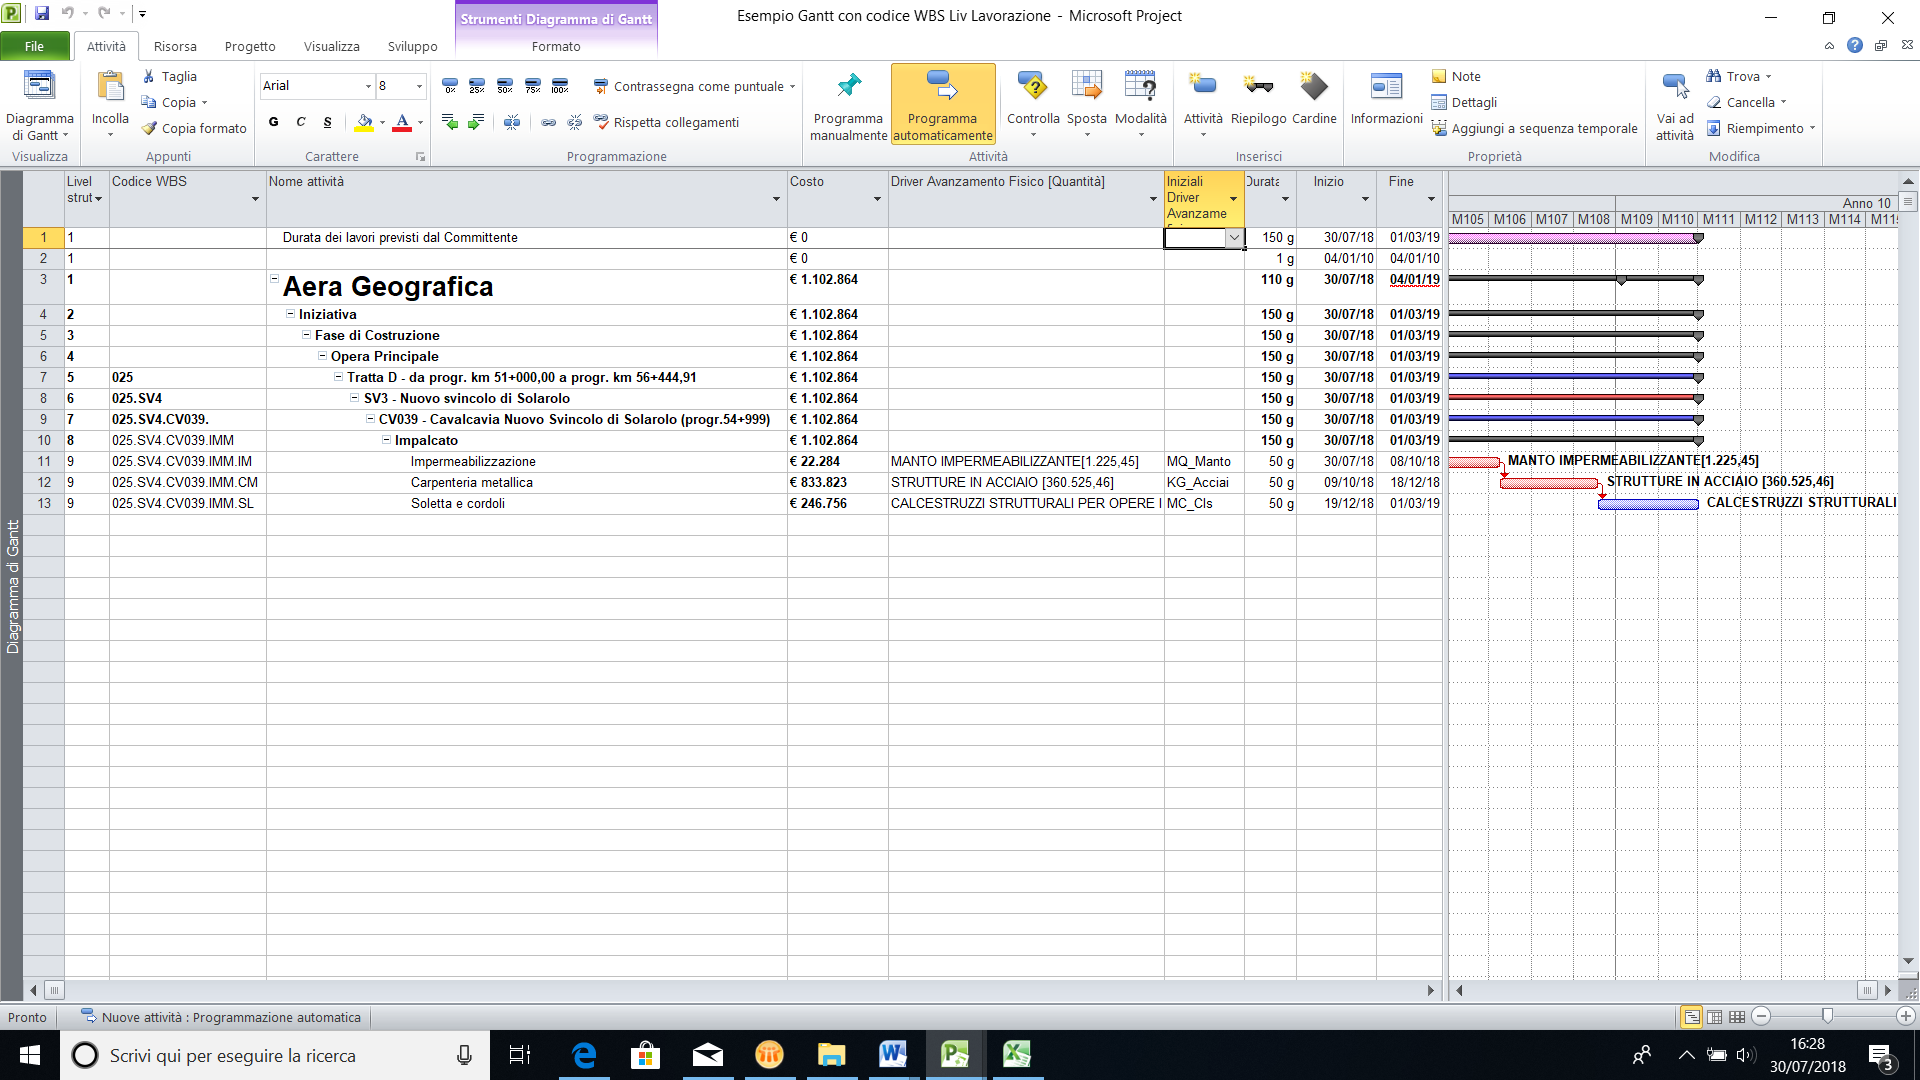 Strumenti Diagramma di Gantt
Esempio Gantt con codice WBS Liv Lavorazione - Microsoft Project
File Attività Risorsa Progetto Visualizza Sviluppo Formato
Diagramma di Gantt
Visualizza
Incolla
Taglia
Copia
Copia formato
Appunti
Arial 8
G C S
Carattere
0% 25% 50% 75% 100%
Contrassegna come puntuale
Rispetta collegamenti
Programmazione
Programma manualmente
Programma automaticamente
Controlla Sposta Modalità
Attività
Attività Riepilogo Cardine
Inserisci
Informazioni
Note
Dettagli
Aggiungi a sequenza temporale
Proprietà
Vai ad attività
Trova
Cancella
Riempimento
Modifica
Livel strut Codice WBS Nome attività Costo Driver Avanzamento Fisico [Quantità] Iniziali Driver Avanzame Durata Inizio Fine
Anno 10
M105 M106 M107 M108 M109 M110 M111 M112 M113 M114 M115
1 1 Durata dei lavori previsti dal Committente € 0 150 g 30/07/18 01/03/19
2 1 € 0 1 g 04/01/10 04/01/10
3 1 Aera Geografica € 1.102.864 110 g 30/07/18 04/01/19
4 2 Iniziativa € 1.102.864 150 g 30/07/18 01/03/19
5 3 Fase di Costruzione € 1.102.864 150 g 30/07/18 01/03/19
6 4 Opera Principale € 1.102.864 150 g 30/07/18 01/03/19
7 5 025 Tratta D - da progr. km 51+000,00 a progr. km 56+444,91 € 1.102.864 150 g 30/07/18 01/03/19
8 6 025.SV4 SV3 - Nuovo svincolo di Solarolo € 1.102.864 150 g 30/07/18 01/03/19
9 7 025.SV4.CV039. CV039 - Cavalcavia Nuovo Svincolo di Solarolo (progr.54+999) € 1.102.864 150 g 30/07/18 01/03/19
10 8 025.SV4.CV039.IMM Impalcato € 1.102.864 150 g 30/07/18 01/03/19
11 9 025.SV4.CV039.IMM.IM Impermeabilizzazione € 22.284 MANTO IMPERMEABILIZZANTE[1.225,45] MQ_Manto 50 g 30/07/18 08/10/18 MANTO IMPERMEABILIZZANTE[1.225,45]
12 9 025.SV4.CV039.IMM.CM Carpenteria metallica € 833.823 STRUTTURE IN ACCIAIO [360.525,46] KG_Acciai 50 g 09/10/18 18/12/18 STRUTTURE IN ACCIAIO [360.525,46]
13 9 025.SV4.CV039.IMM.SL Soletta e cordoli € 246.756 CALCESTRUZZI STRUTTURALI PER OPERE I MC_Cls 50 g 19/12/18 01/03/19 CALCESTRUZZI STRUTTURALI
Diagramma di Gantt
Pronto Nuove attività : Programmazione automatica
Scrivi qui per eseguire la ricerca
16:28
30/07/2018
3